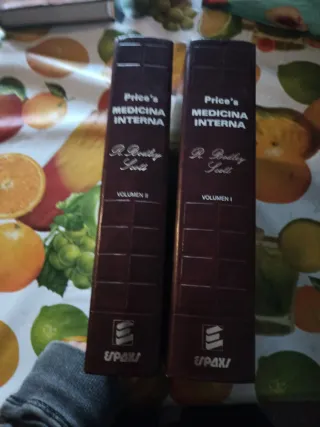 Price's
MEDICINA
INTERNA
R. Bodley
Scott
VOLUMEN II
ESPAXS
Price's
MEDICINA
INTERNA
R. Bodley
Scott
VOLUMEN I
ESPAXS